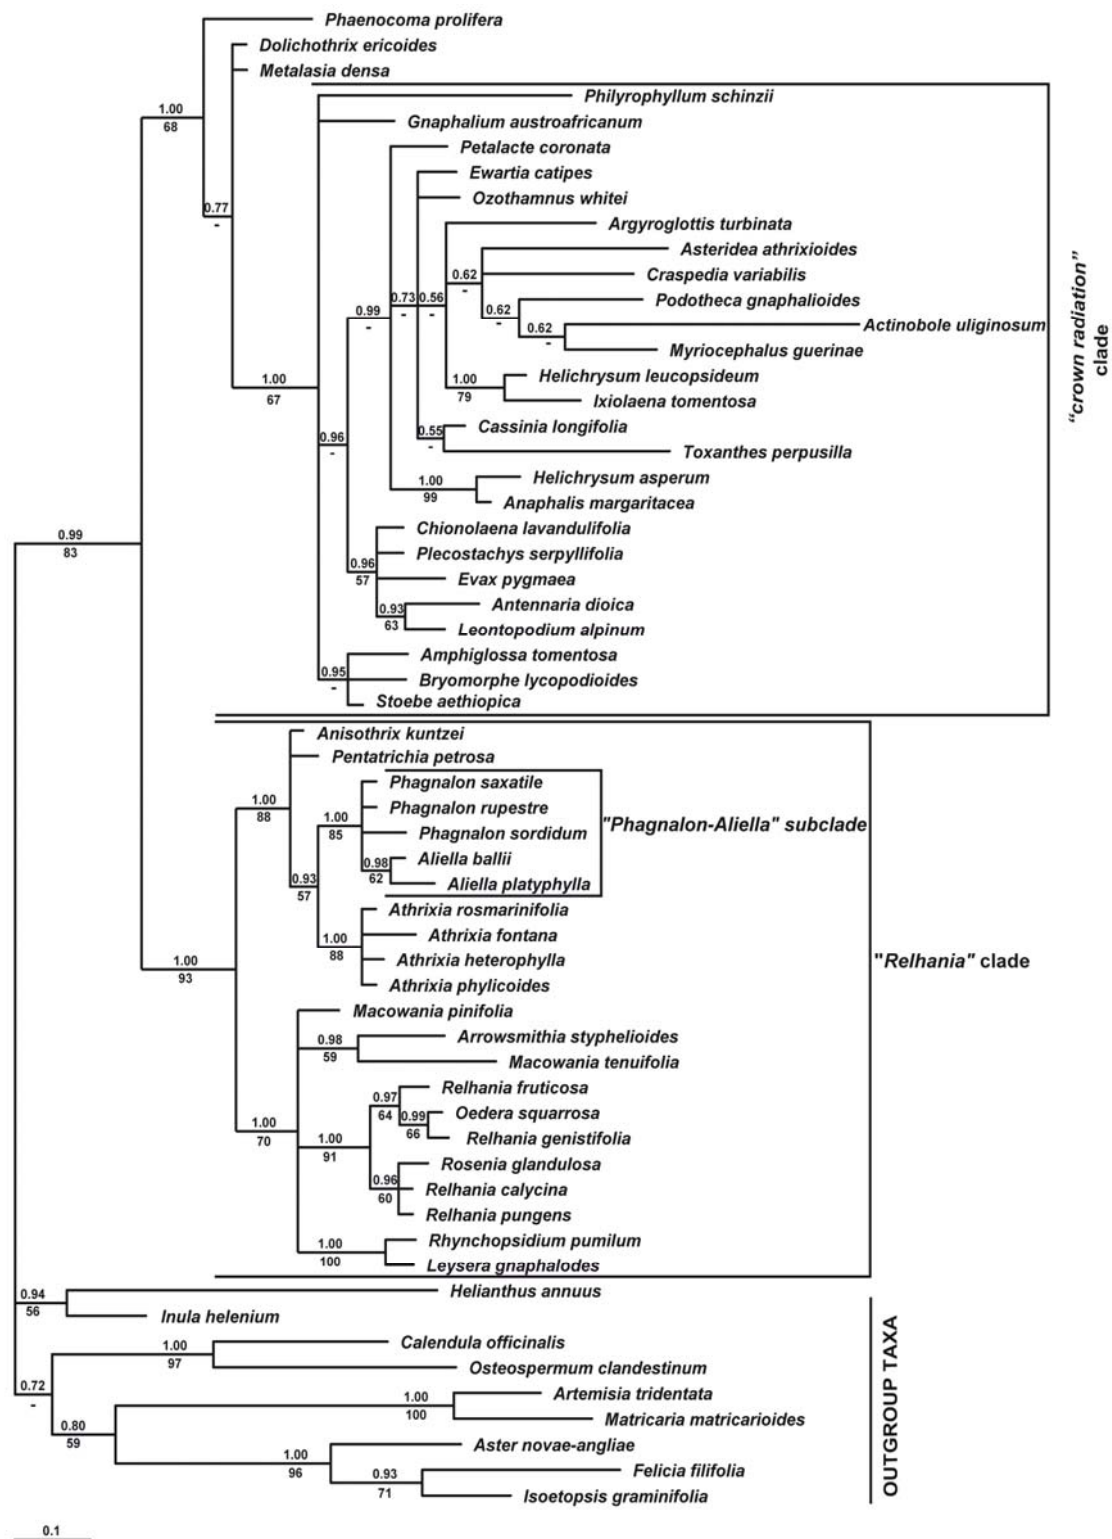 Phaenocoma prolifera
Dolichothrix ericoides
Metalasia densa
1.00
68
Philyrophyllum schinzii
Gnaphalium austroafricanum
Petalacte coronata
Ewartia catipes
Ozothamnus whitei
0.77
-
Argyroglottis turbinata
Asteridea athrixioides
0.62
-
Craspedia variabilis
0.99
-
0.73
-
0.56
-
0.62
-
Podotheca gnaphalioides
0.62
-
Actinobole uliginosum
Myriocephalus guerinae
"crown radiation"
clade
1.00
67
1.00
79
Helichrysum leucopsideum
Ixiolaena tomentosa
0.96
-
0.55
-
Cassinia longifolia
Toxanthes perpusilla
1.00
99
Helichrysum asperum
Anaphalis margaritacea
0.99
83
Chionolaena lavandulifolia
Plecostachys serpyllifolia
0.96
57
Evax pygmaea
0.93
63
Antennaria dioica
Leontopodium alpinum
Amphiglossa tomentosa
0.95
-
Bryomorphe lycopodioides
Stoebe aethiopica
Anisothrix kuntzei
Pentatrichia petrosa
Phagnalon saxatile
1.00
88
Phagnalon rupestre
1.00
85
"Phagnalon-Aliella" subclade
Phagnalon sordidum
0.98
62
Aliella ballii
0.93
57
Aliella platyphylla
Athrixia rosmarinifolia
Athrixia fontana
1.00
88
Athrixia heterophylla
"Relhania" clade
1.00
93
Athrixia phylicoides
Macowania pinifolia
0.98
59
Arrowsmithia styphelioides
Macowania tenuifolia
Relhania fruticosa
0.97
64
Oedera squarrosa
0.99
66
1.00
70
1.00
91
Relhania genistifolia
Rosenia glandulosa
0.96
60
Relhania calycina
Relhania pungens
1.00
100
Rhynchopsidium pumilum
Leysera gnaphalodes
0.94
56
Helianthus annuus
Inula helenium
Calendula officinalis
1.00
97
Osteospermum clandestinum
0.72
-
Artemisia tridentata
1.00
100
Matricaria matricarioides
0.80
59
Aster novae-angliae
1.00
96
Felicia filifolia
0.93
71
Isoetopsis graminifolia
OUTGROUP TAXA
0.1